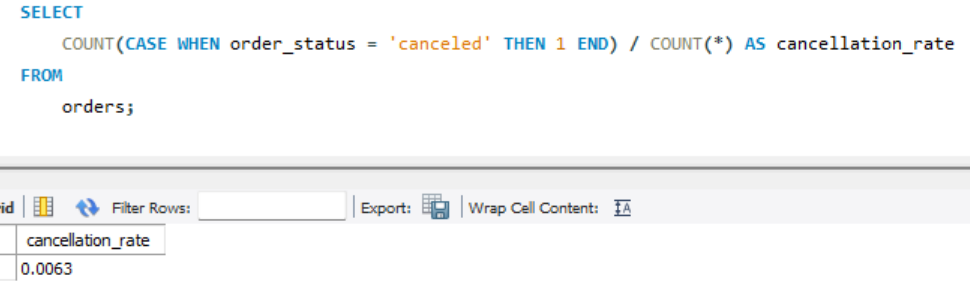 SELECT
COUNT(CASE WHEN order_status = 'canceled' THEN 1 END) / COUNT(*) AS cancellation_rate
FROM
orders;
id Filter Rows: Export: Wrap Cell Content: IA
cancellation_rate
0.0063